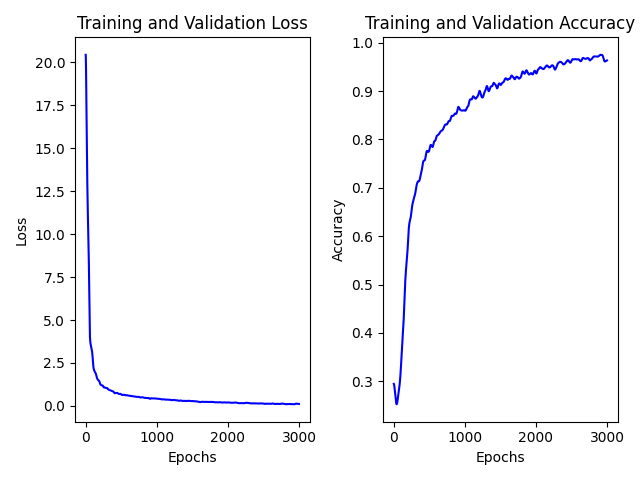 Training and Validation Loss
Loss
20.0
17.5
15.0
12.5
10.0
7.5
5.0
2.5
0.0
0 1000 2000 3000
Epochs
Training and Validation Accuracy
Accuracy
1.0
0.9
0.8
0.7
0.6
0.5
0.4
0.3
0 1000 2000 3000
Epochs